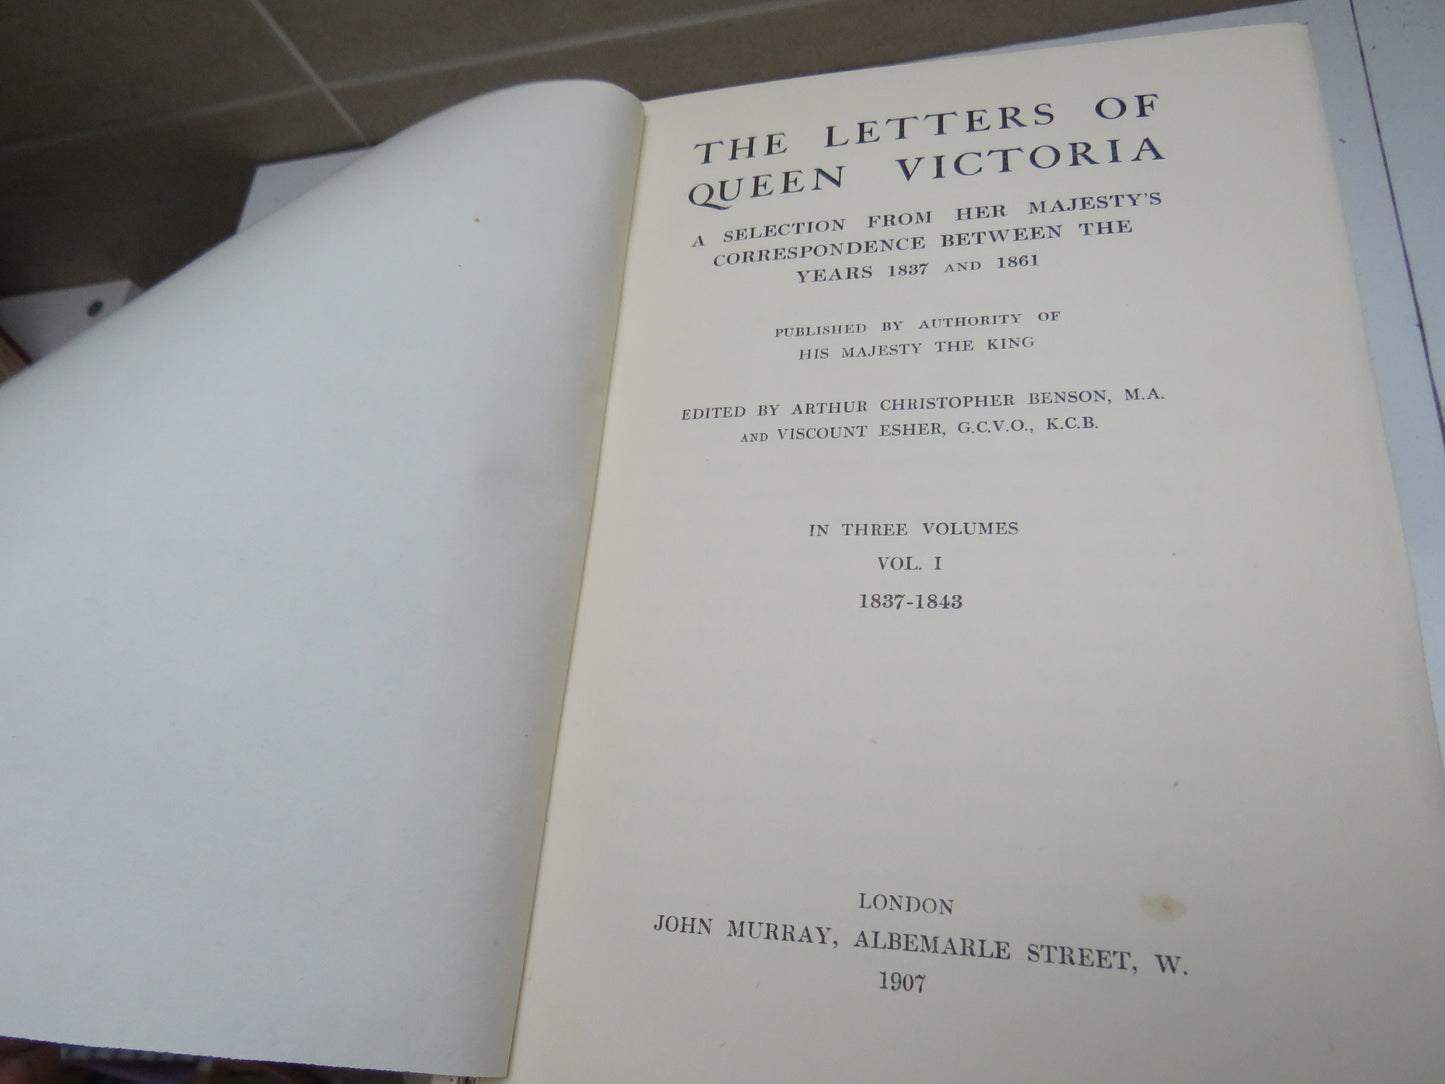 THE LETTERS OF
QUEEN VICTORIA
A SELECTION FROM HER MAJESTY'S
CORRESPONDENCE BETWEEN THE
YEARS 1837 AND 1861
PUBLISHED BY AUTHORITY OF
HIS MAJESTY THE KING
EDITED BY ARTHUR CHRISTOPHER BENSON, M.A.
AND VISCOUNT ESHER, G.C.V.O., K.C.B.
IN THREE VOLUMES
VOL. I
1837-1843
LONDON
JOHN MURRAY, ALBEMARLE STREET, W.
1907